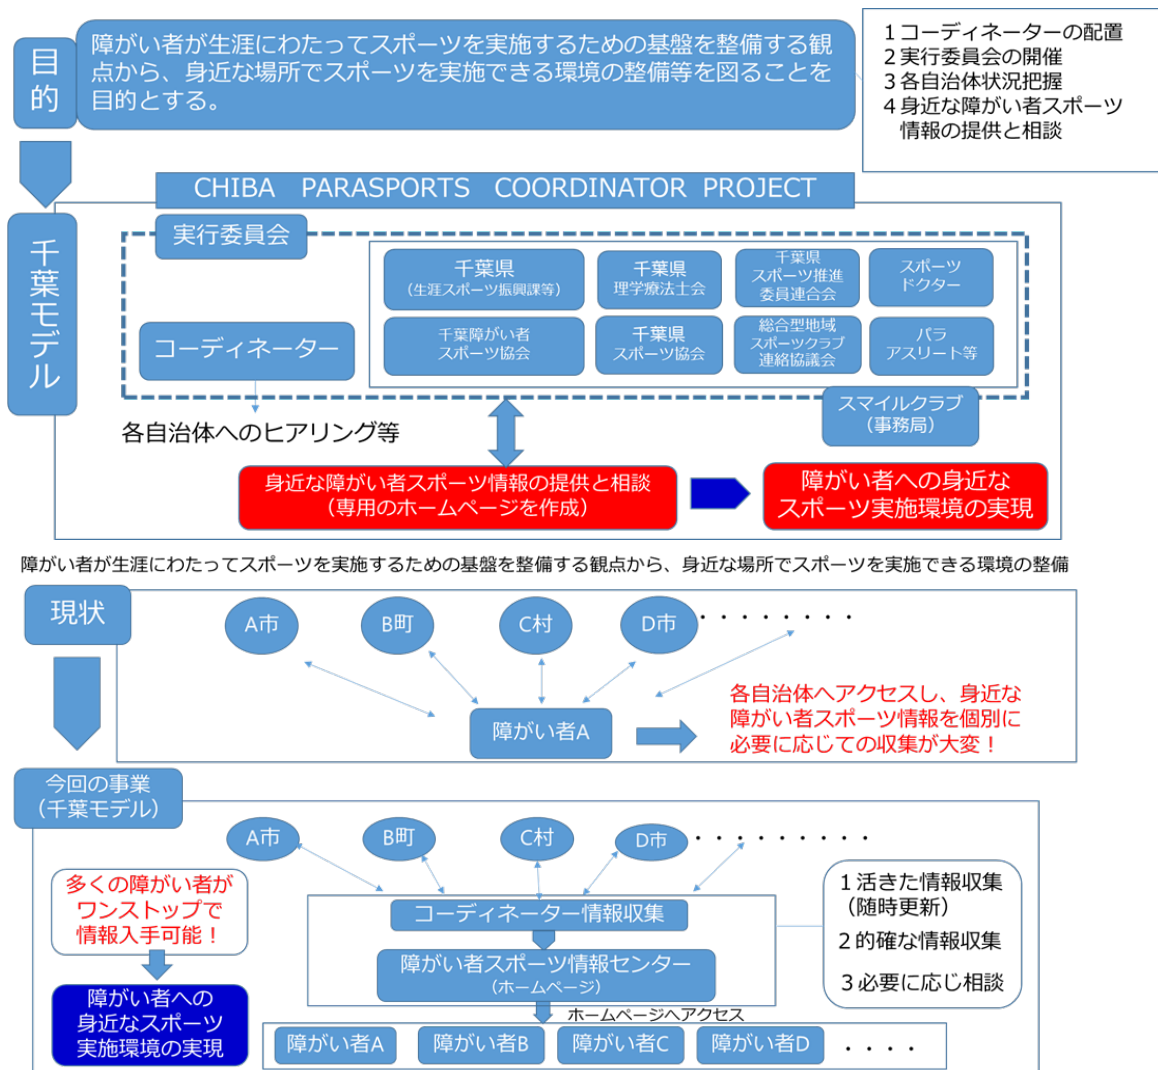 目
的
障がい者が生涯にわたってスポーツを実施するための基盤を整備する観
点から、身近な場所でスポーツを実施できる環境の整備等を図ることを
目的とする。
１コーディネーターの配置
２実行委員会の開催
３各自治体状況把握
４身近な障がい者スポーツ
情報の提供と相談
CHIBA PARASPORTS COORDINATOR PROJECT
千葉モデル
実行委員会
コーディネーター
千葉県
（生涯スポーツ振興課等）
千葉県
理学療法士会
千葉県
スポーツ推進
委員連合会
スポーツ
ドクター
千葉障がい者
スポーツ協会
千葉県
スポーツ協会
総合型地域
スポーツクラブ
連絡協議会
パラ
アスリート等
スマイルクラブ
（事務局）
各自治体へのヒアリング等
身近な障がい者スポーツ情報の提供と相談
（専用のホームページを作成）
障がい者への身近な
スポーツ実施環境の実現
障がい者が生涯にわたってスポーツを実施するための基盤を整備する観点から、身近な場所でスポーツを実施できる環境の整備
現状
A市
B町
C村
D市
・・・・・・・・
障がい者A
各自治体へアクセスし、身近な
障がい者スポーツ情報を個別に
必要に応じての収集が大変！
今回の事業
（千葉モデル）
A市
B町
C村
D市
・・・・・・・・・
多くの障がい者が
ワンストップで
情報入手可能！
障がい者への
身近なスポーツ
実施環境の実現
コーディネーター情報収集
障がい者スポーツ情報センター
（ホームページ）
１活きた情報収集
（随時更新）
２的確な情報収集
３必要に応じ相談
ホームページへアクセス
障がい者A
障がい者B
障がい者C
障がい者D
・・・・